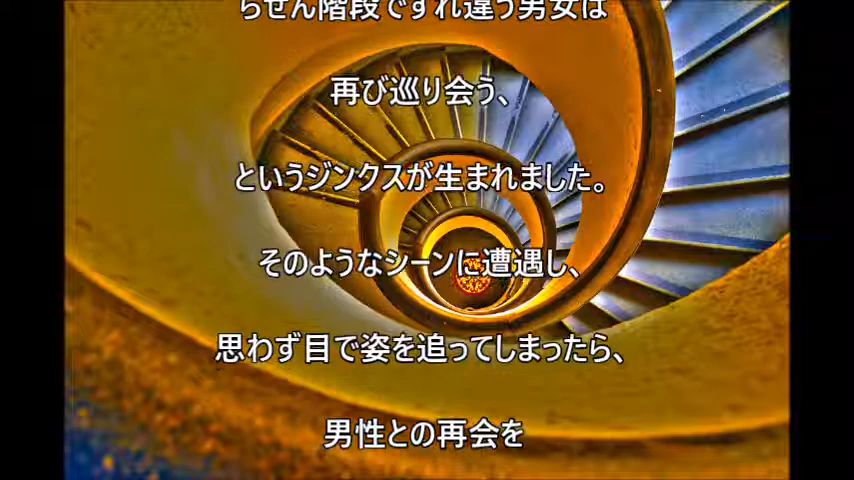 らせん階段ですれ違う男女は
再び巡り会う、
というジンクスが生まれました。
そのようなシーンに遭遇し、
思わず目で姿を追ってしまったら、
男性との再会を